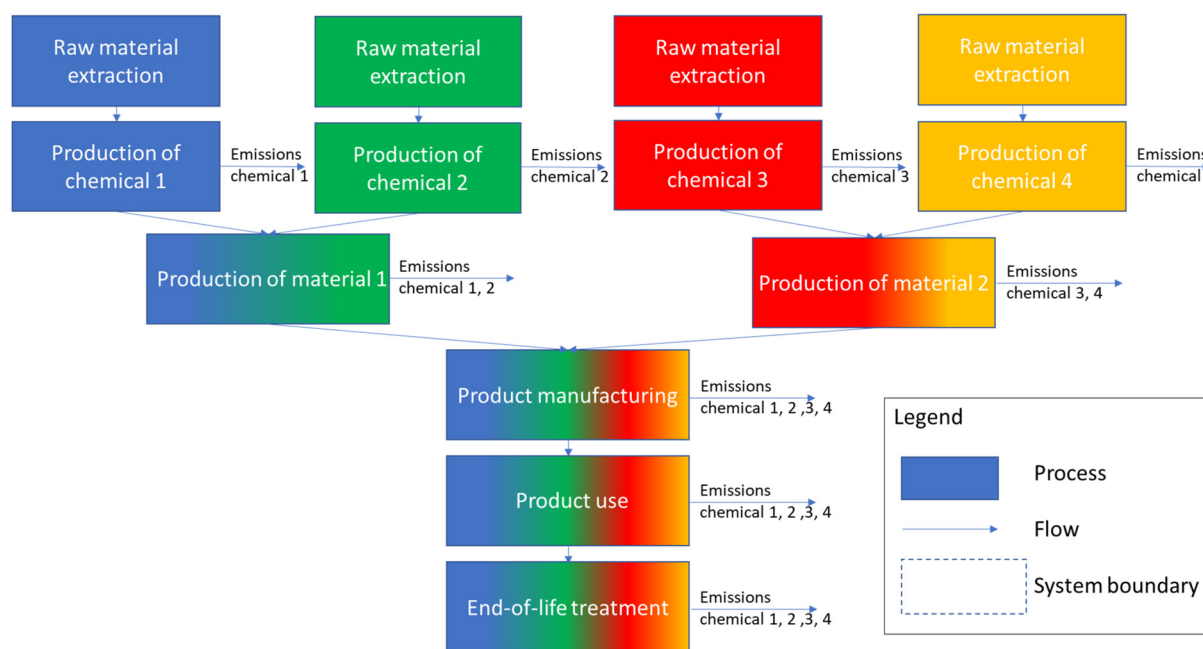 Raw material
extraction
Raw material
extraction
Raw material
extraction
Raw material
extraction
Production of
chemical 1
Emissions
chemical 1
Production of
chemical 2
Emissions
chemical 2
Production of
chemical 3
Emissions
chemical 3
Production of
chemical 4
Emissions
chemical
Production of material 1
Emissions
chemical 1, 2
Production of material 2
Emissions
chemical 3, 4
Product manufacturing
Emissions
chemical 1, 2 ,3, 4
Product use
Emissions
chemical 1, 2 ,3, 4
End-of-life treatment
Emissions
chemical 1, 2 ,3, 4
Legend
Process
Flow
System boundary